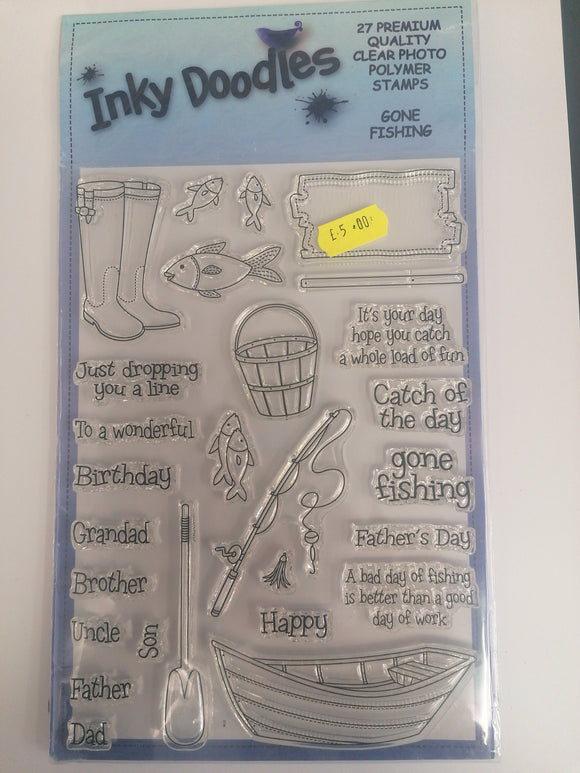 Inky Doodles
27 PREMIUM
QUALITY
CLEAR PHOTO
POLYMER
STAMPS
GONE
FISHING
£5.00
It's your day
hope you catch
a whole load of fun
Just dropping
you a line
Catch of
the day
To a wonderful
gone
fishing
Birthday
Grandad
Father's Day
Brother
A bad day of fishing
is better than a good
day of work
Uncle
Son
Happy
Father
Dad